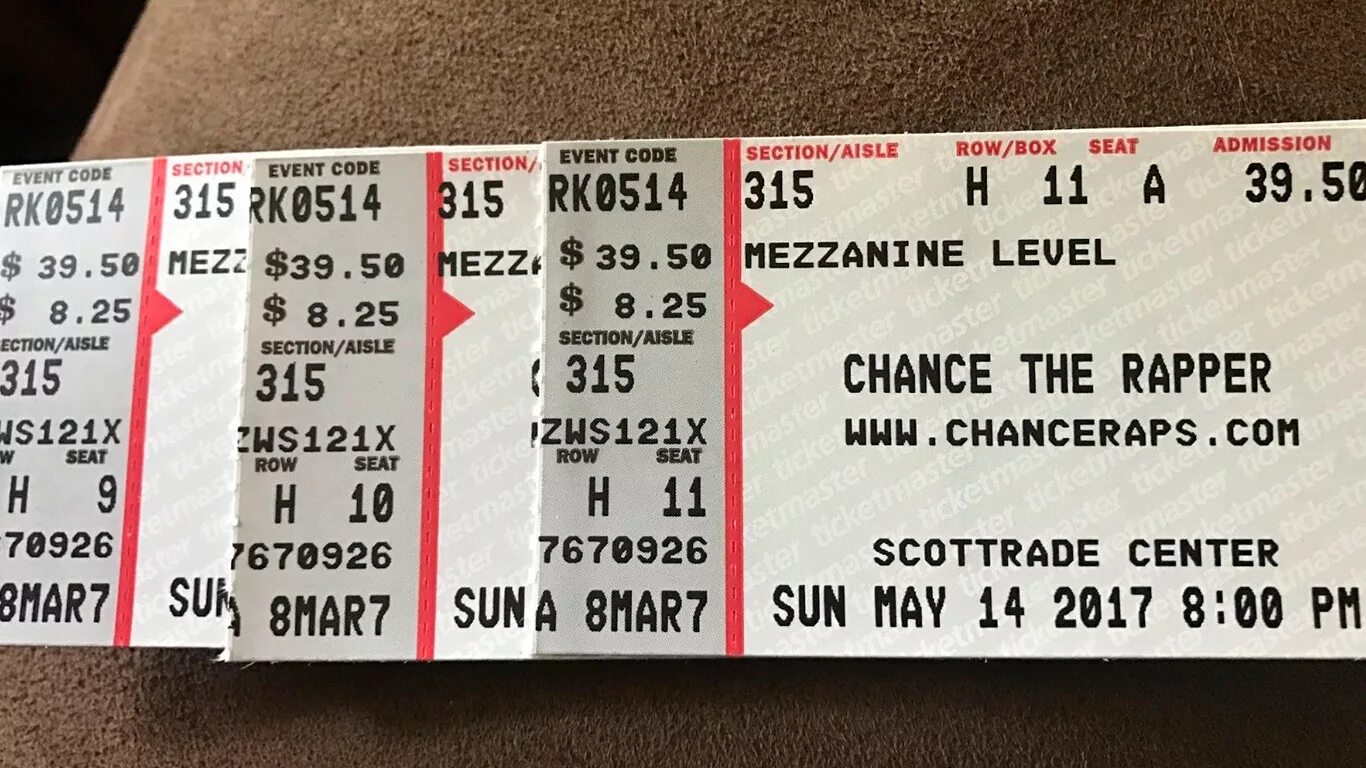 EVENT CODE
RK0514
$ 39.50
$ 8.25
SECTION/AISLE
315
WS121X
SEAT
H 9
70926
8MAR7
SECTION
315
MEZZ
SUN
EVENT CODE
RK0514
$39.50
$ 8.25
SECTION/AISLE
315
ZWS121X
ROW SEAT
H 10
7670926
A 8MAR7
SECTION/
315
MEZZA
SUN
EVENT CODE
RK0514
$ 39.50
$ 8.25
SECTION/AISLE
315
ZWS121X
ROW SEAT
H 11
7670926
A 8MAR7
SECTION/AISLE ROW/BOX SEAT ADMISSION
315 H 11 A 39.50
MEZZANINE LEVEL
CHANCE THE RAPPER
WWW.CHANCERAPS.COM
SCOTTRADE CENTER
SUN MAY 14 2017 8:00 PM
ticketmaster